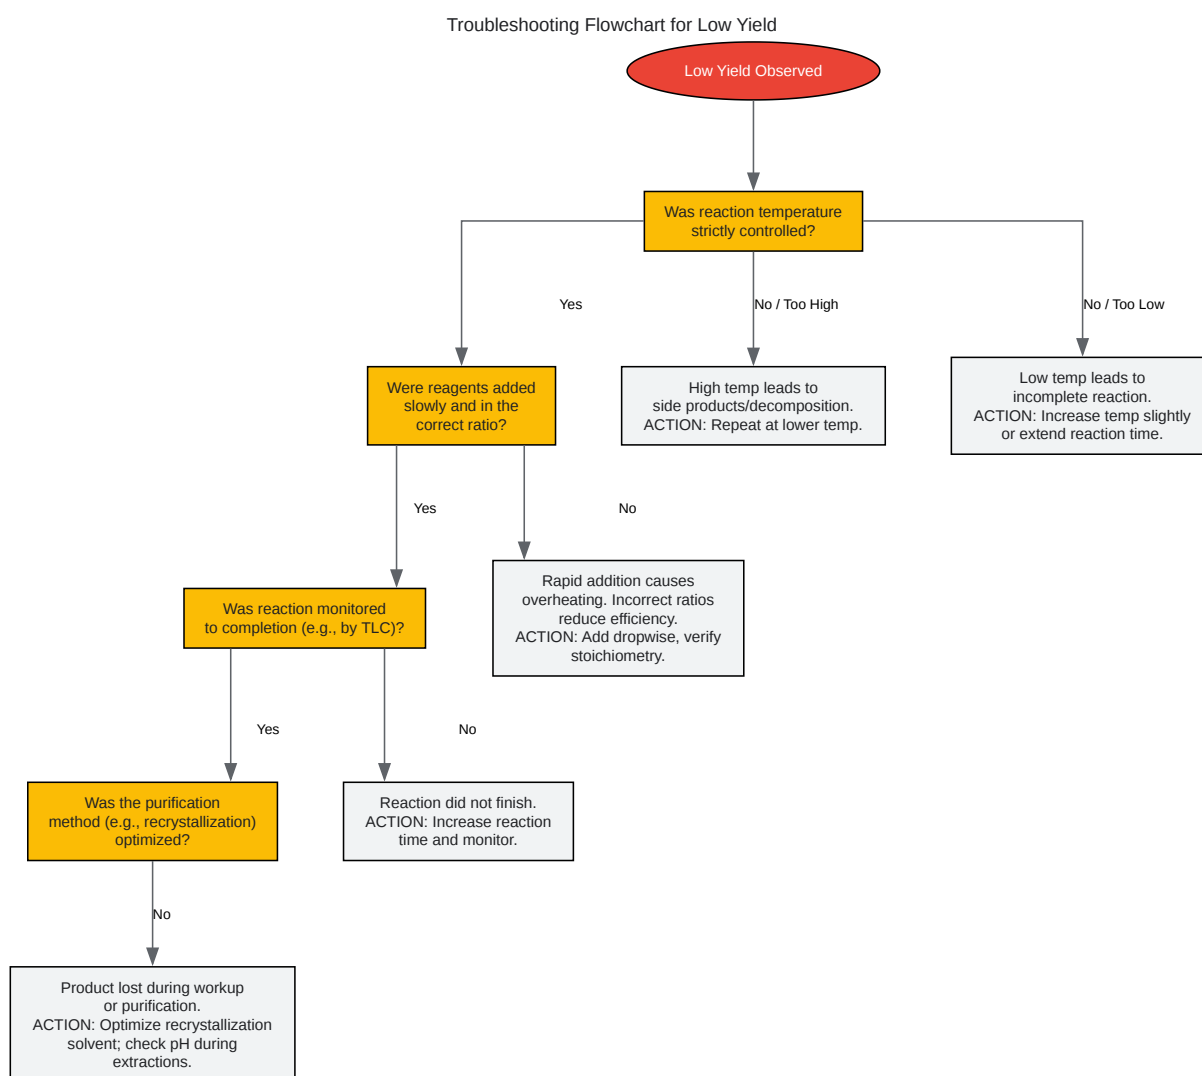 Troubleshooting Flowchart for Low Yield
Low Yield Observed
Was reaction temperature
strictly controlled?
Yes
No / Too High
No / Too Low
Were reagents added
slowly and in the
correct ratio?
High temp leads to
side products/decomposition.
ACTION: Repeat at lower temp.
Low temp leads to
incomplete reaction.
ACTION: Increase temp slightly
or extend reaction time.
Yes
No
Was reaction monitored
to completion (e.g., by TLC)?
Rapid addition causes
overheating. Incorrect ratios
reduce efficiency.
ACTION: Add dropwise, verify
stoichiometry.
Yes
No
Was the purification
method (e.g., recrystallization)
optimized?
Reaction did not finish.
ACTION: Increase reaction
time and monitor.
No
Product lost during workup
or purification.
ACTION: Optimize recrystallization
solvent; check pH during
extractions.